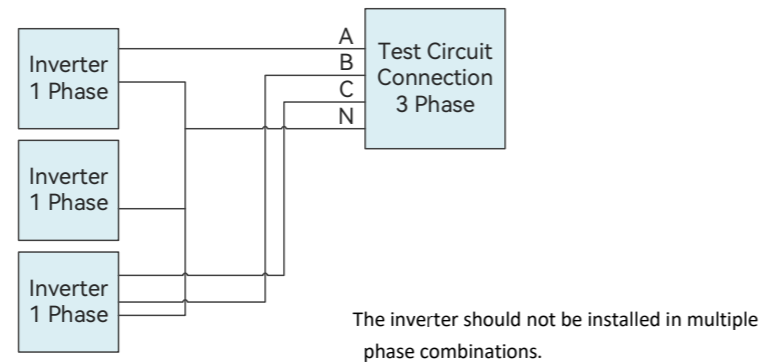 Inverter
1 Phase
A
B
C
N
Test Circuit
Connection
3 Phase
Inverter
1 Phase
Inverter
1 Phase
The inverter should not be installed in multiple
phase combinations.